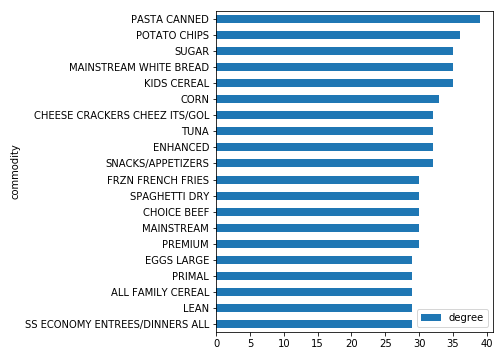 PASTA CANNED
POTATO CHIPS
SUGAR
MAINSTREAM WHITE BREAD
KIDS CEREAL
CORN
CHEESE CRACKERS CHEEZ ITS/GOL
TUNA
ENHANCED
SNACKS/APPETIZERS
FRZN FRENCH FRIES
SPAGHETTI DRY
CHOICE BEEF
MAINSTREAM
PREMIUM
EGGS LARGE
PRIMAL
ALL FAMILY CEREAL
LEAN
SS ECONOMY ENTREES/DINNERS ALL
commodity
degree
0 5 10 15 20 25 30 35 40